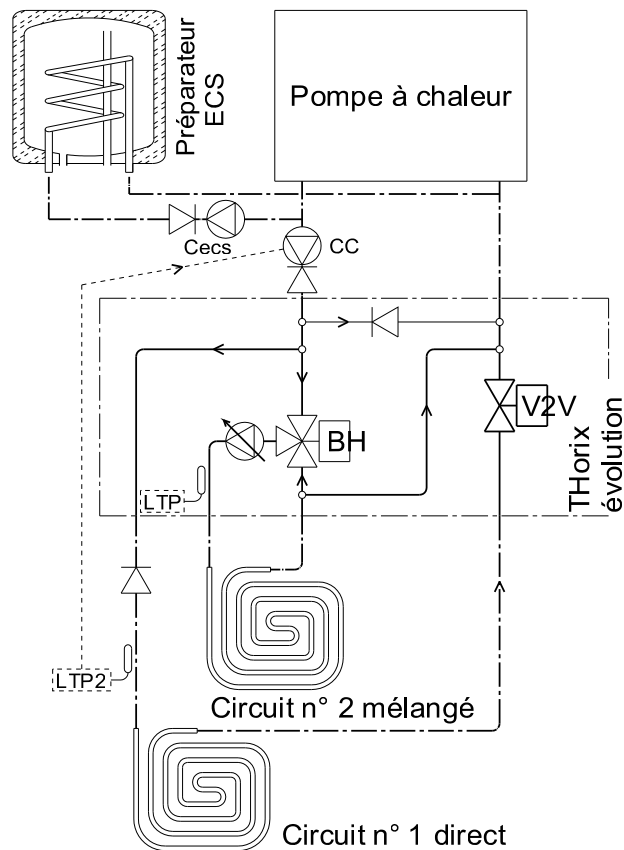 Préparateur
ECS
Pompe à chaleur
Cecs
CC
V2V
BH
THorix
évolution
LTP
LTP2
Circuit n° 2 mélangé
Circuit n° 1 direct